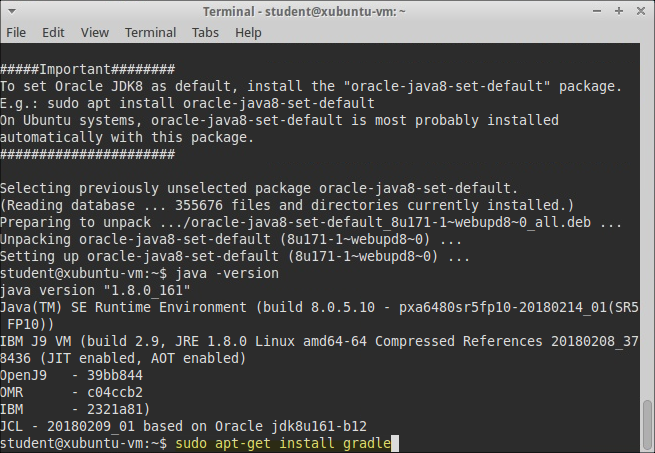 Terminal - student@xubuntu-vm: ~
File Edit View Terminal Tabs Help
#####Important########
To set Oracle JDK8 as default, install the "oracle-java8-set-default" package.
E.g.: sudo apt install oracle-java8-set-default
On Ubuntu systems, oracle-java8-set-default is most probably installed
automatically with this package.
######################
Selecting previously unselected package oracle-java8-set-default.
(Reading database ... 355676 files and directories currently installed.)
Preparing to unpack .../oracle-java8-set-default_8u171-1~webupd8~0_all.deb ...
Unpacking oracle-java8-set-default (8u171-1~webupd8~0) ...
Setting up oracle-java8-set-default (8u171-1~webupd8~0) ...
student@xubuntu-vm:~$ java -version
java version "1.8.0_161"
Java(TM) SE Runtime Environment (build 8.0.5.10 - pxa6480sr5fp10-20180214_01(SR5
 FP10))
IBM J9 VM (build 2.9, JRE 1.8.0 Linux amd64-64 Compressed References 20180208_37
8436 (JIT enabled, AOT enabled)
OpenJ9   - 39bb844
OMR      - c04ccb2
IBM      - 2321a81)
JCL - 20180209_01 based on Oracle jdk8u161-b12
student@xubuntu-vm:~$ sudo apt-get install gradle